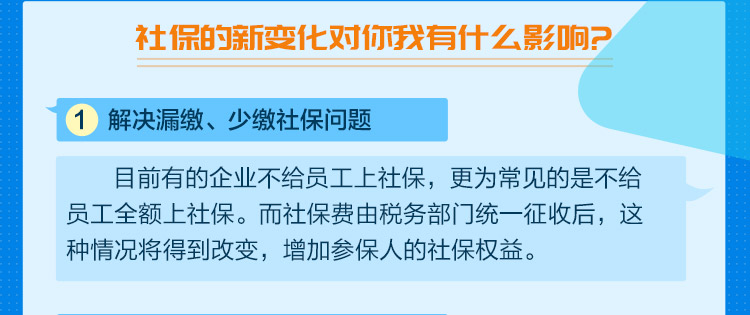 社保的新变化对你我有什么影响?
1 解决漏缴、少缴社保问题
目前有的企业不给员工上社保，更为常见的是不给
员工全额上社保。而社保费由税务部门统一征收后，这
种情况将得到改变，增加参保人的社保权益。